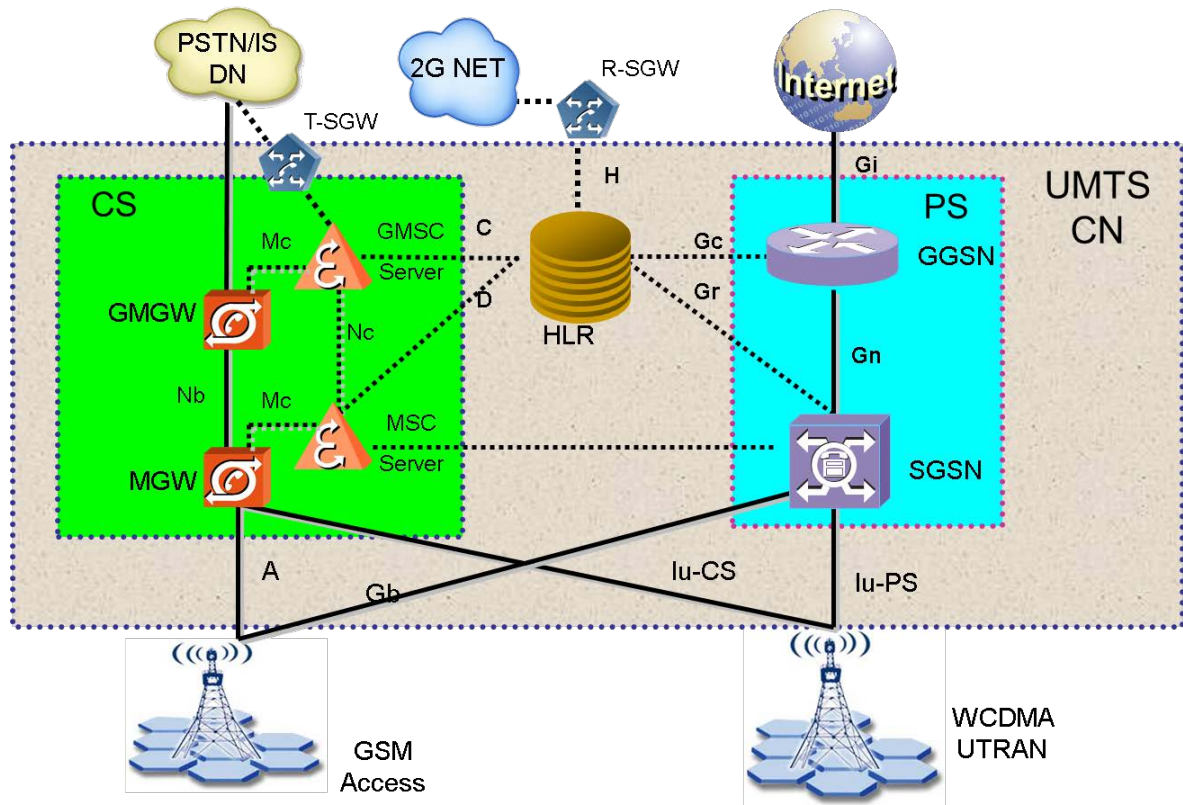 PSTN/IS
DN
2G NET
R-SGW
Internet
T-SGW
H
Gi
CS
PS
UMTS
CN
Mc
GMSC
Server
C
Gc
GGSN
GMGW
D
Gr
HLR
Nc
Gn
Nb
Mc
MSC
Server
MGW
SGSN
A
Gb
Iu-CS
Iu-PS
GSM
Access
WCDMA
UTRAN